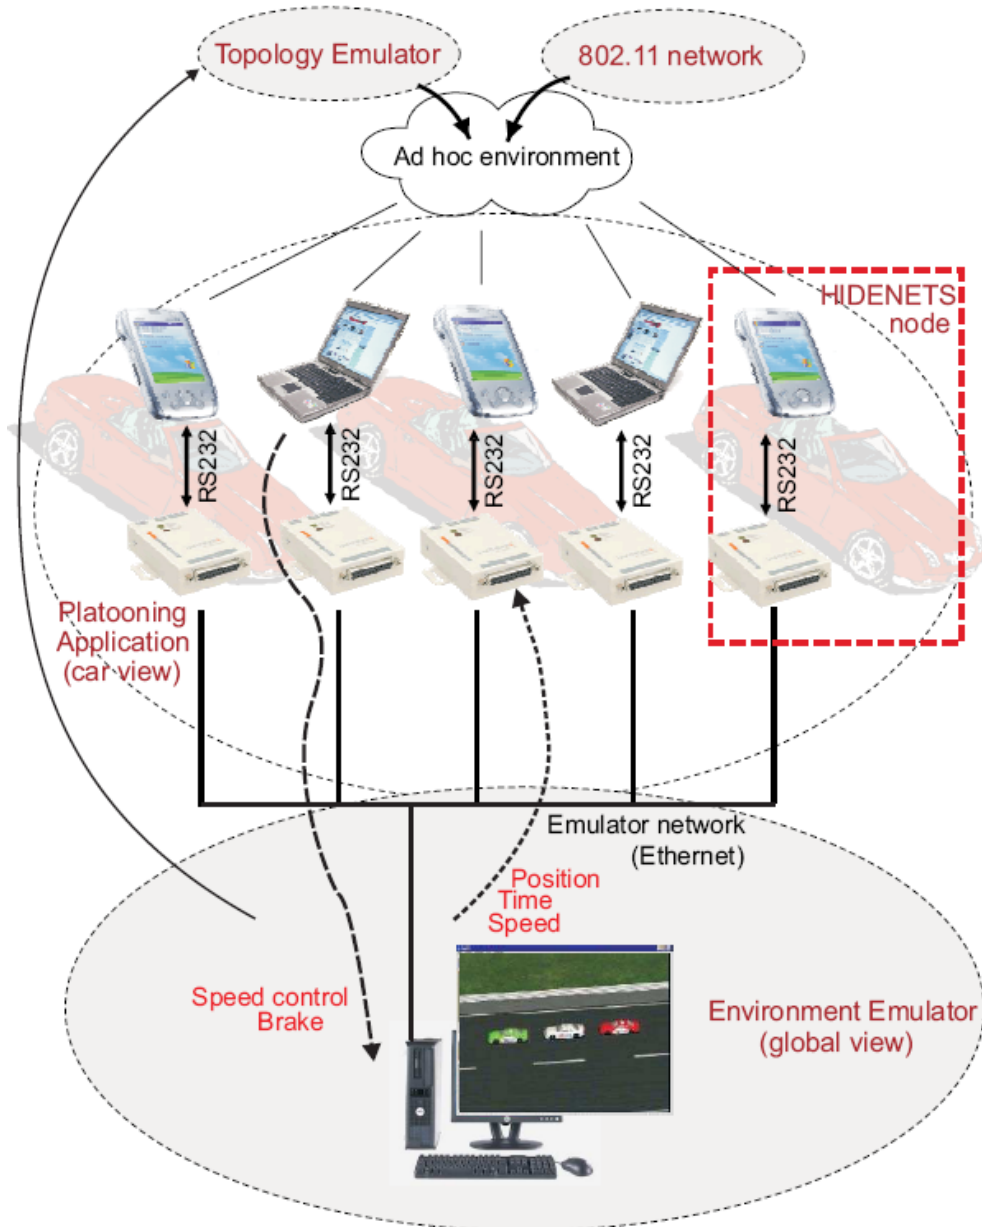 Topology Emulator
802.11 network
Ad hoc environment
HIDENETS
node
RS232
RS232
RS232
RS232
RS232
Platooning
Application
(car view)
Emulator network
(Ethernet)
Position
Time
Speed
Speed control
Brake
Environment Emulator
(global view)